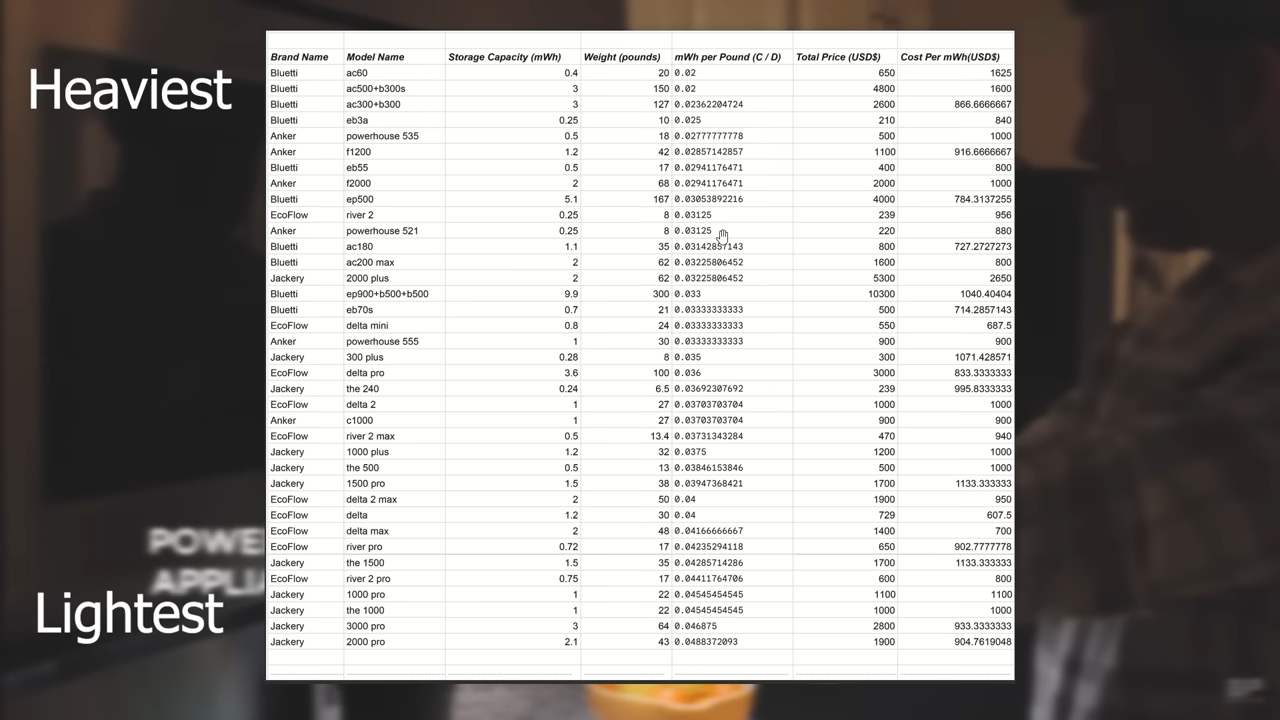 Heaviest
Lightest
POWE
APPLI
Brand Name Model Name Storage Capacity (mWh) Weight (pounds) mWh per Pound (C / D) Total Price (USD$) Cost Per mWh(USD$)
Bluetti ac60 0.4 20 0.02 650 1625
Bluetti ac500+b300s 3 150 0.02 4800 1600
Bluetti ac300+b300 3 127 0.02362204724 2600 866.6666667
Bluetti eb3a 0.25 10 0.025 210 840
Anker powerhouse 535 0.5 18 0.02777777778 500 1000
Anker f1200 1.2 42 0.02857142857 1100 916.6666667
Bluetti eb55 0.5 17 0.02941176471 400 800
Anker f2000 2 68 0.02941176471 2000 1000
Bluetti ep500 5.1 167 0.03053892216 4000 784.3137255
EcoFlow river 2 0.25 8 0.03125 239 956
Anker powerhouse 521 0.25 8 0.03125 220 880
Bluetti ac180 1.1 35 0.03142857143 800 727.2727273
Bluetti ac200 max 2 62 0.03225806452 1600 800
Jackery 2000 plus 2 62 0.03225806452 5300 2650
Bluetti ep900+b500+b500 9.9 300 0.033 10300 1040.40404
Bluetti eb70s 0.7 21 0.03333333333 500 714.2857143
EcoFlow delta mini 0.8 24 0.03333333333 550 687.5
Anker powerhouse 555 1 30 0.03333333333 900 900
Jackery 300 plus 0.28 8 0.035 300 1071.428571
EcoFlow delta pro 3.6 100 0.036 3000 833.3333333
Jackery the 240 0.24 6.5 0.03692307692 239 995.8333333
EcoFlow delta 2 1 27 0.03703703704 1000 1000
Anker c1000 1 27 0.03703703704 900 900
EcoFlow river 2 max 0.5 13.4 0.03731343284 470 940
Jackery 1000 plus 1.2 32 0.0375 1200 1000
Jackery the 500 0.5 13 0.03846153846 500 1000
Jackery 1500 pro 1.5 38 0.03947368421 1700 1133.333333
EcoFlow delta 2 max 2 50 0.04 1900 950
EcoFlow delta 1.2 30 0.04 729 607.5
EcoFlow delta max 2 48 0.04166666667 1400 700
EcoFlow river pro 0.72 17 0.04235294118 650 902.7777778
Jackery the 1500 1.5 35 0.04285714286 1700 1133.333333
EcoFlow river 2 pro 0.75 17 0.04411764706 600 800
Jackery 1000 pro 1 22 0.04545454545 1100 1100
Jackery the 1000 1 22 0.04545454545 1000 1000
Jackery 3000 pro 3 64 0.046875 2800 933.3333333
Jackery 2000 pro 2.1 43 0.0488372093 1900 904.7619048